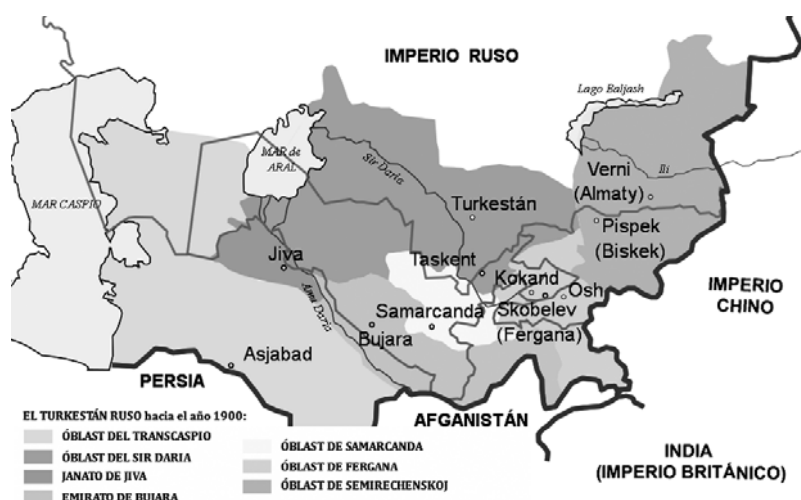 IMPERIO RUSO
Lago Baljash
MAR de
ARAL
Sir Daria
Ili
Verni
(Almaty)
MAR CASPIO
Turkestán
Pispek
(Biskek)
Jiva
Taskent
Kokand
Osh
IMPERIO
CHINO
Amu Daria
Samarcanda
Skobelev
(Fergana)
Bujara
Asjabad
PERSIA
AFGANISTÁN
INDIA
(IMPERIO BRITÁNICO)
EL TURKESTÁN RUSO hacia el año 1900:
ÓBLAST DEL TRANSCASPIO
ÓBLAST DEL SIR DARIA
JANATO DE JIVA
EMIRATO DE BUJARA
ÓBLAST DE SAMARCANDA
ÓBLAST DE FERGANA
ÓBLAST DE SEMIRECHENSKOJ